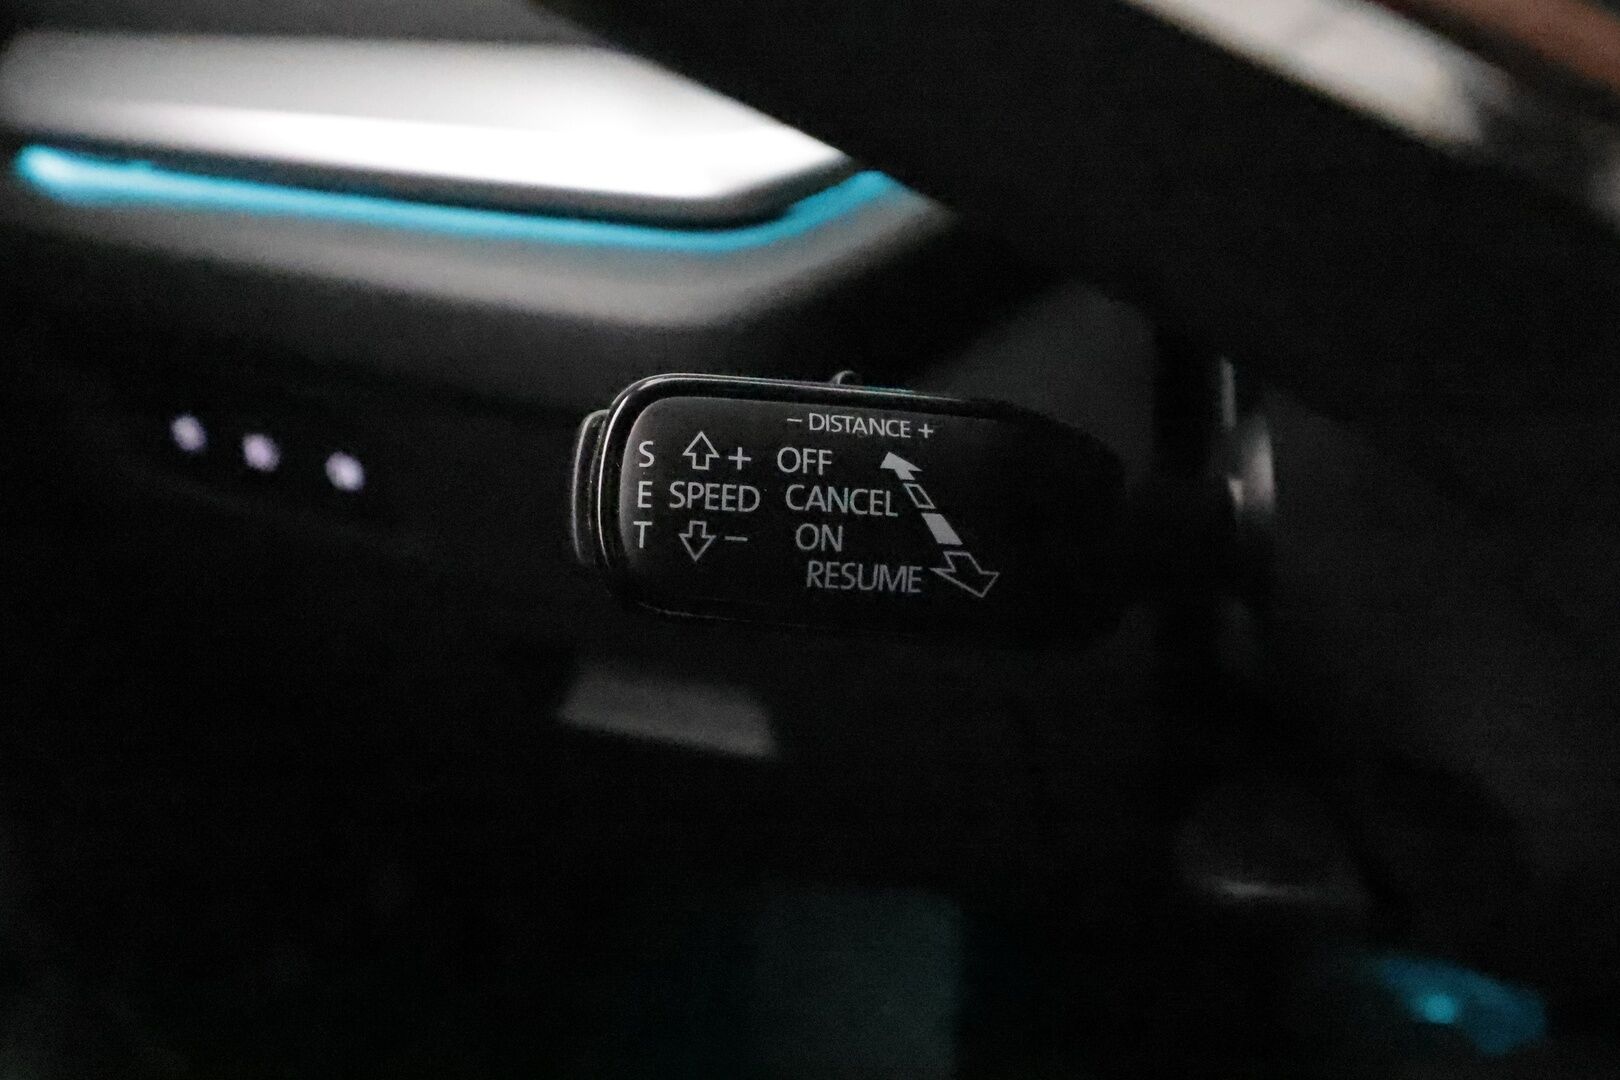 – DISTANCE +
S + OFF
E SPEED CANCEL
T – ON
RESUME